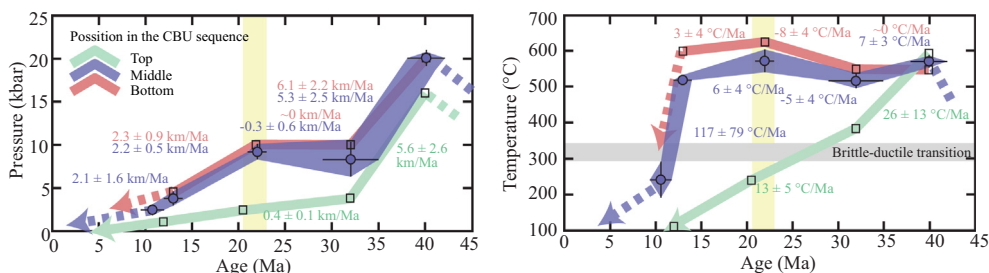 Possition in the CBU sequence
Top
Middle
Bottom
6.1 ± 2.2 km/Ma
5.3 ± 2.5 km/Ma
~0 km/Ma
-0.3 ± 0.6 km/Ma
2.3 ± 0.9 km/Ma
2.2 ± 0.5 km/Ma
2.1 ± 1.6 km/Ma
5.6 ± 2.6
km/Ma
0.4 ± 0.1 km/Ma
Pressure (kbar)
25
20
15
10
5
0
0 5 10 15 20 25 30 35 40 45
Age (Ma)
3 ± 4 °C/Ma
-8 ± 4 °C/Ma
~0 °C/Ma
7 ± 3 °C/Ma
6 ± 4 °C/Ma
-5 ± 4 °C/Ma
117 ± 79 °C/Ma
26 ± 13 °C/Ma
Brittle-ductile transition
13 ± 5 °C/Ma
Temperature (°C)
700
600
500
400
300
200
100
0 5 10 15 20 25 30 35 40 45
Age (Ma)